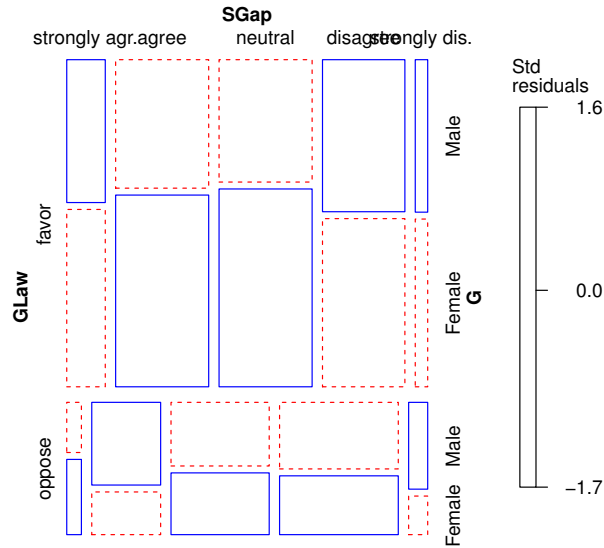 SGap
strongly agr. agree neutral disagree strongly dis.
Std
residuals
1.6
0.0
−1.7
GLaw
favor
oppose
G
Male
Female
Male
Female